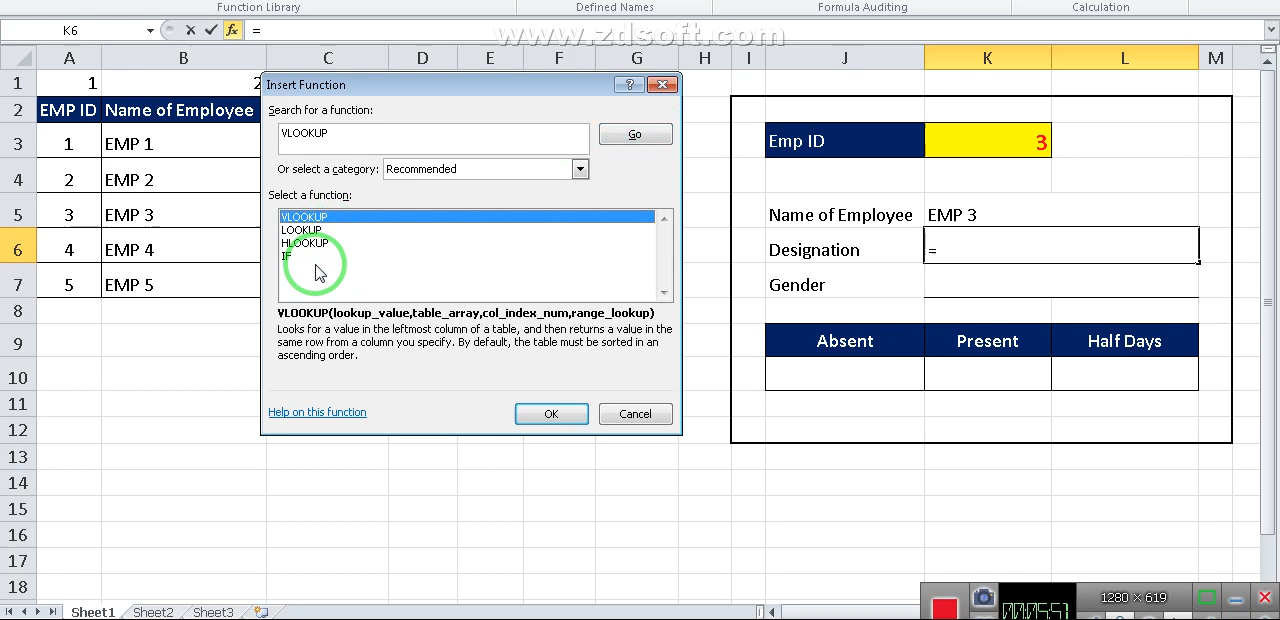 Function Library Defined Names Formula Auditing Calculation
K6 fx =
www.zdsoft.com
A B C D E F G H I J K L M
1 1 2
2 EMP ID Name of Employee
3 1 EMP 1
4 2 EMP 2
5 3 EMP 3
6 4 EMP 4
7 5 EMP 5
8
9
10
11
12
13
14
15
16
17
18
Insert Function
Search for a function:
VLOOKUP
Go
Or select a category: Recommended
Select a function:
VLOOKUP
LOOKUP
HLOOKUP
IF
VLOOKUP(lookup_value,table_array,col_index_num,range_lookup)
Looks for a value in the leftmost column of a table, and then returns a value in the
same row from a column you specify. By default, the table must be sorted in an
ascending order.
Help on this function
OK Cancel
Emp ID 3
Name of Employee EMP 3
Designation =
Gender
Absent Present Half Days
Sheet1 Sheet2 Sheet3
1280 × 619